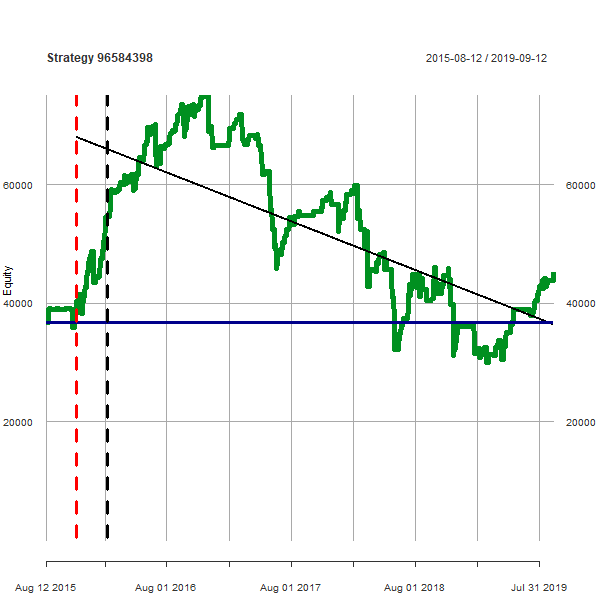 Strategy 96584398 2015-08-12 / 2019-09-12
60000 60000
Equity
40000 40000
20000 20000
Aug 12 2015 Aug 01 2016 Aug 01 2017 Aug 01 2018 Jul 31 2019